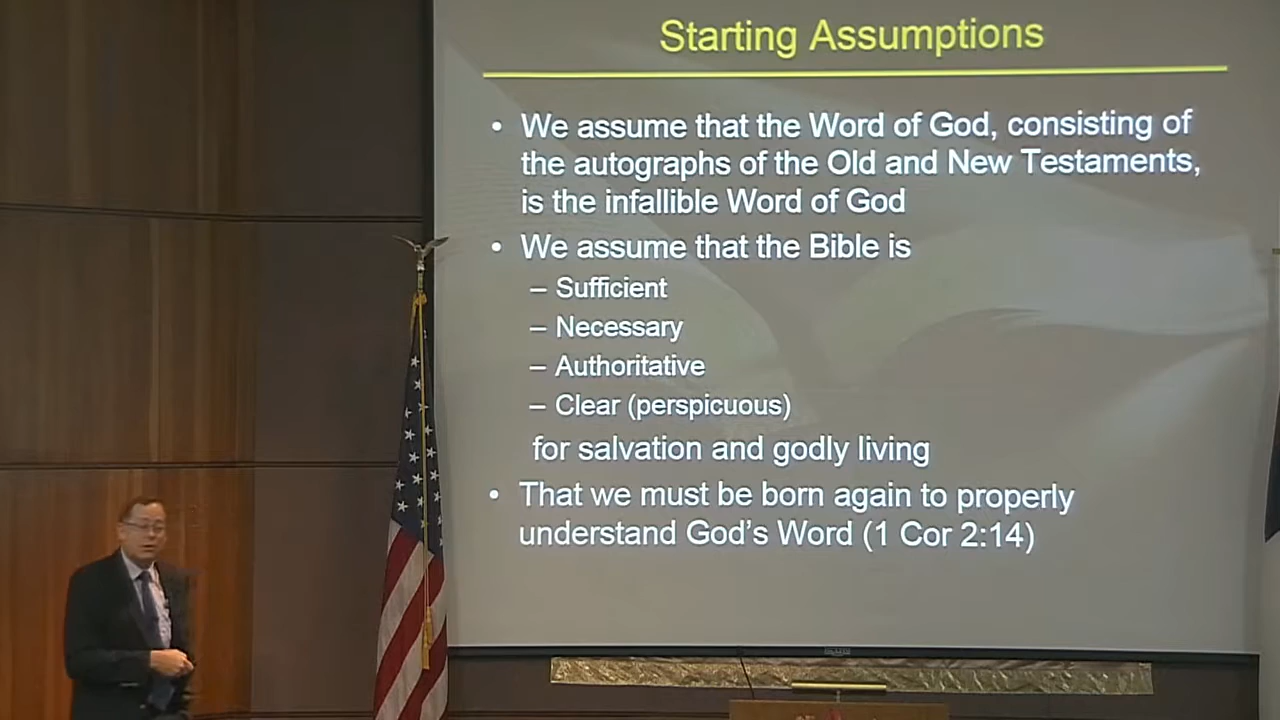 Starting Assumptions
• We assume that the Word of God, consisting of
the autographs of the Old and New Testaments,
is the infallible Word of God
• We assume that the Bible is
– Sufficient
– Necessary
– Authoritative
– Clear (perspicuous)
for salvation and godly living
• That we must be born again to properly
understand God's Word (1 Cor 2:14)